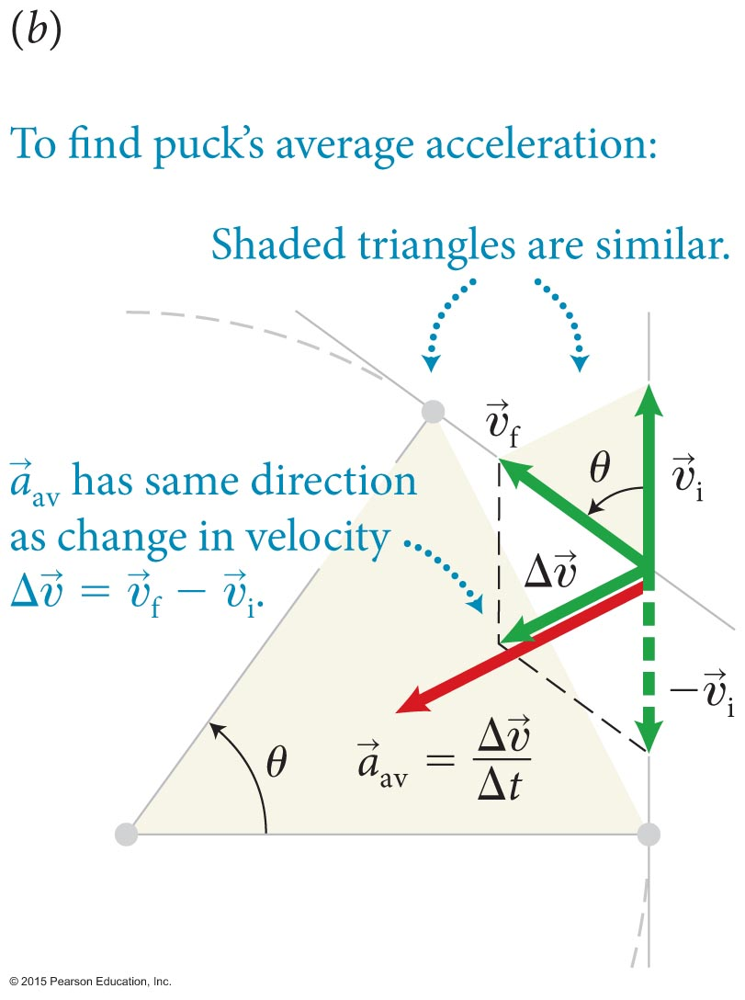 (b)
To find puck's average acceleration:
Shaded triangles are similar.
v⃗f
θ
v⃗i
a⃗av has same direction
as change in velocity
Δv⃗ = v⃗f − v⃗i.
Δv⃗
−v⃗i
θ
a⃗av = Δv⃗/Δt
© 2015 Pearson Education, Inc.